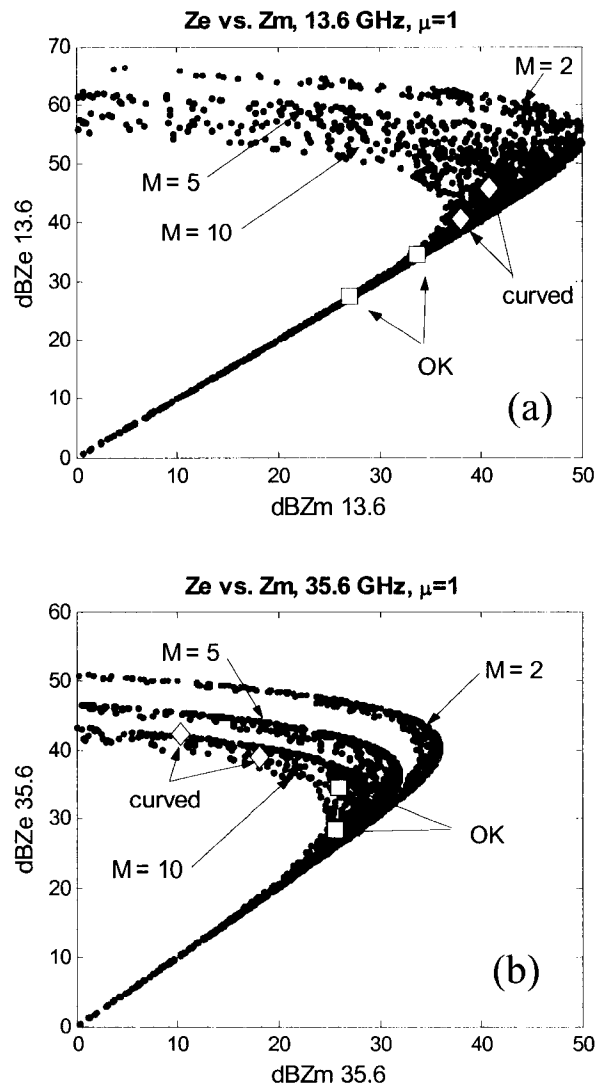 Ze vs. Zm, 13.6 GHz, μ=1
70
60
50
40
30
20
10
0
dBZe 13.6
M = 2
M = 5
M = 10
curved
OK
(a)
0
10
20
30
40
50
dBZm 13.6
Ze vs. Zm, 35.6 GHz, μ=1
60
50
40
30
20
10
0
dBZe 35.6
M = 5
M = 2
curved
M = 10
OK
(b)
0
10
20
30
40
50
dBZm 35.6